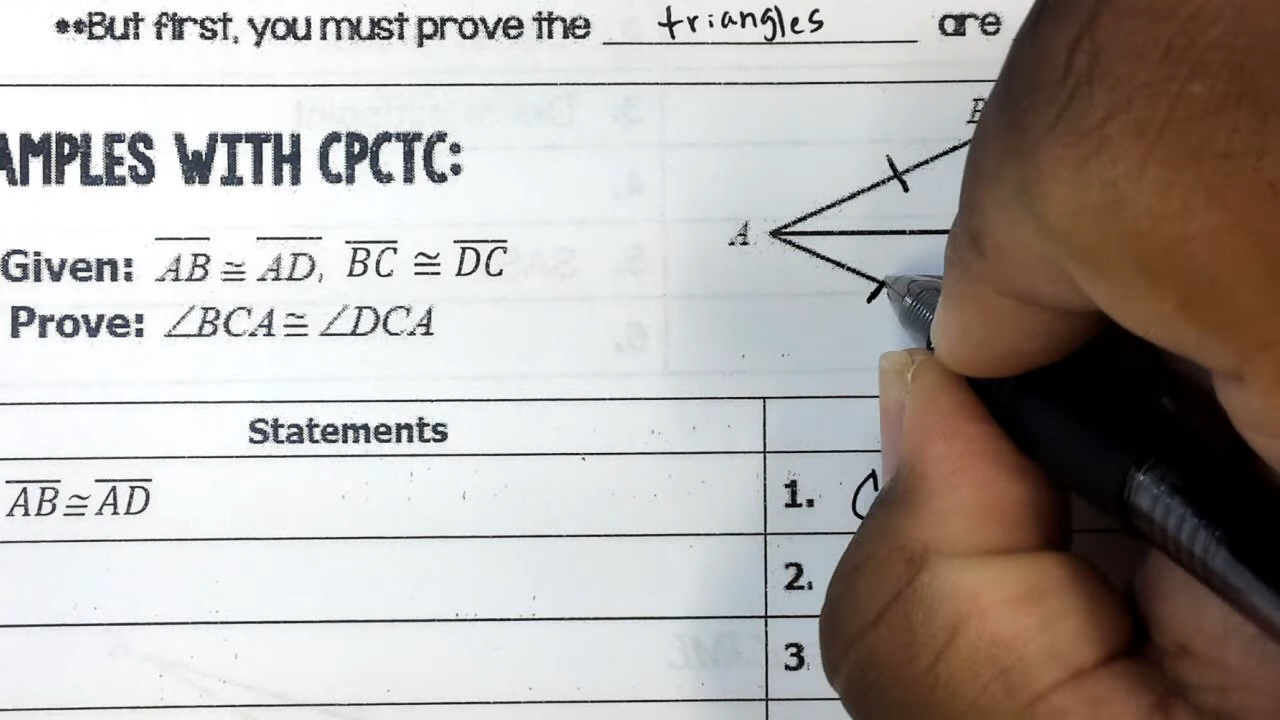 **But first, you must prove the triangles are
AMPLES WITH CPCTC:
Given: AB ≅ AD, BC ≅ DC
Prove: ∠BCA ≅ ∠DCA
A
Statements
AB ≅ AD
1.
2.
3